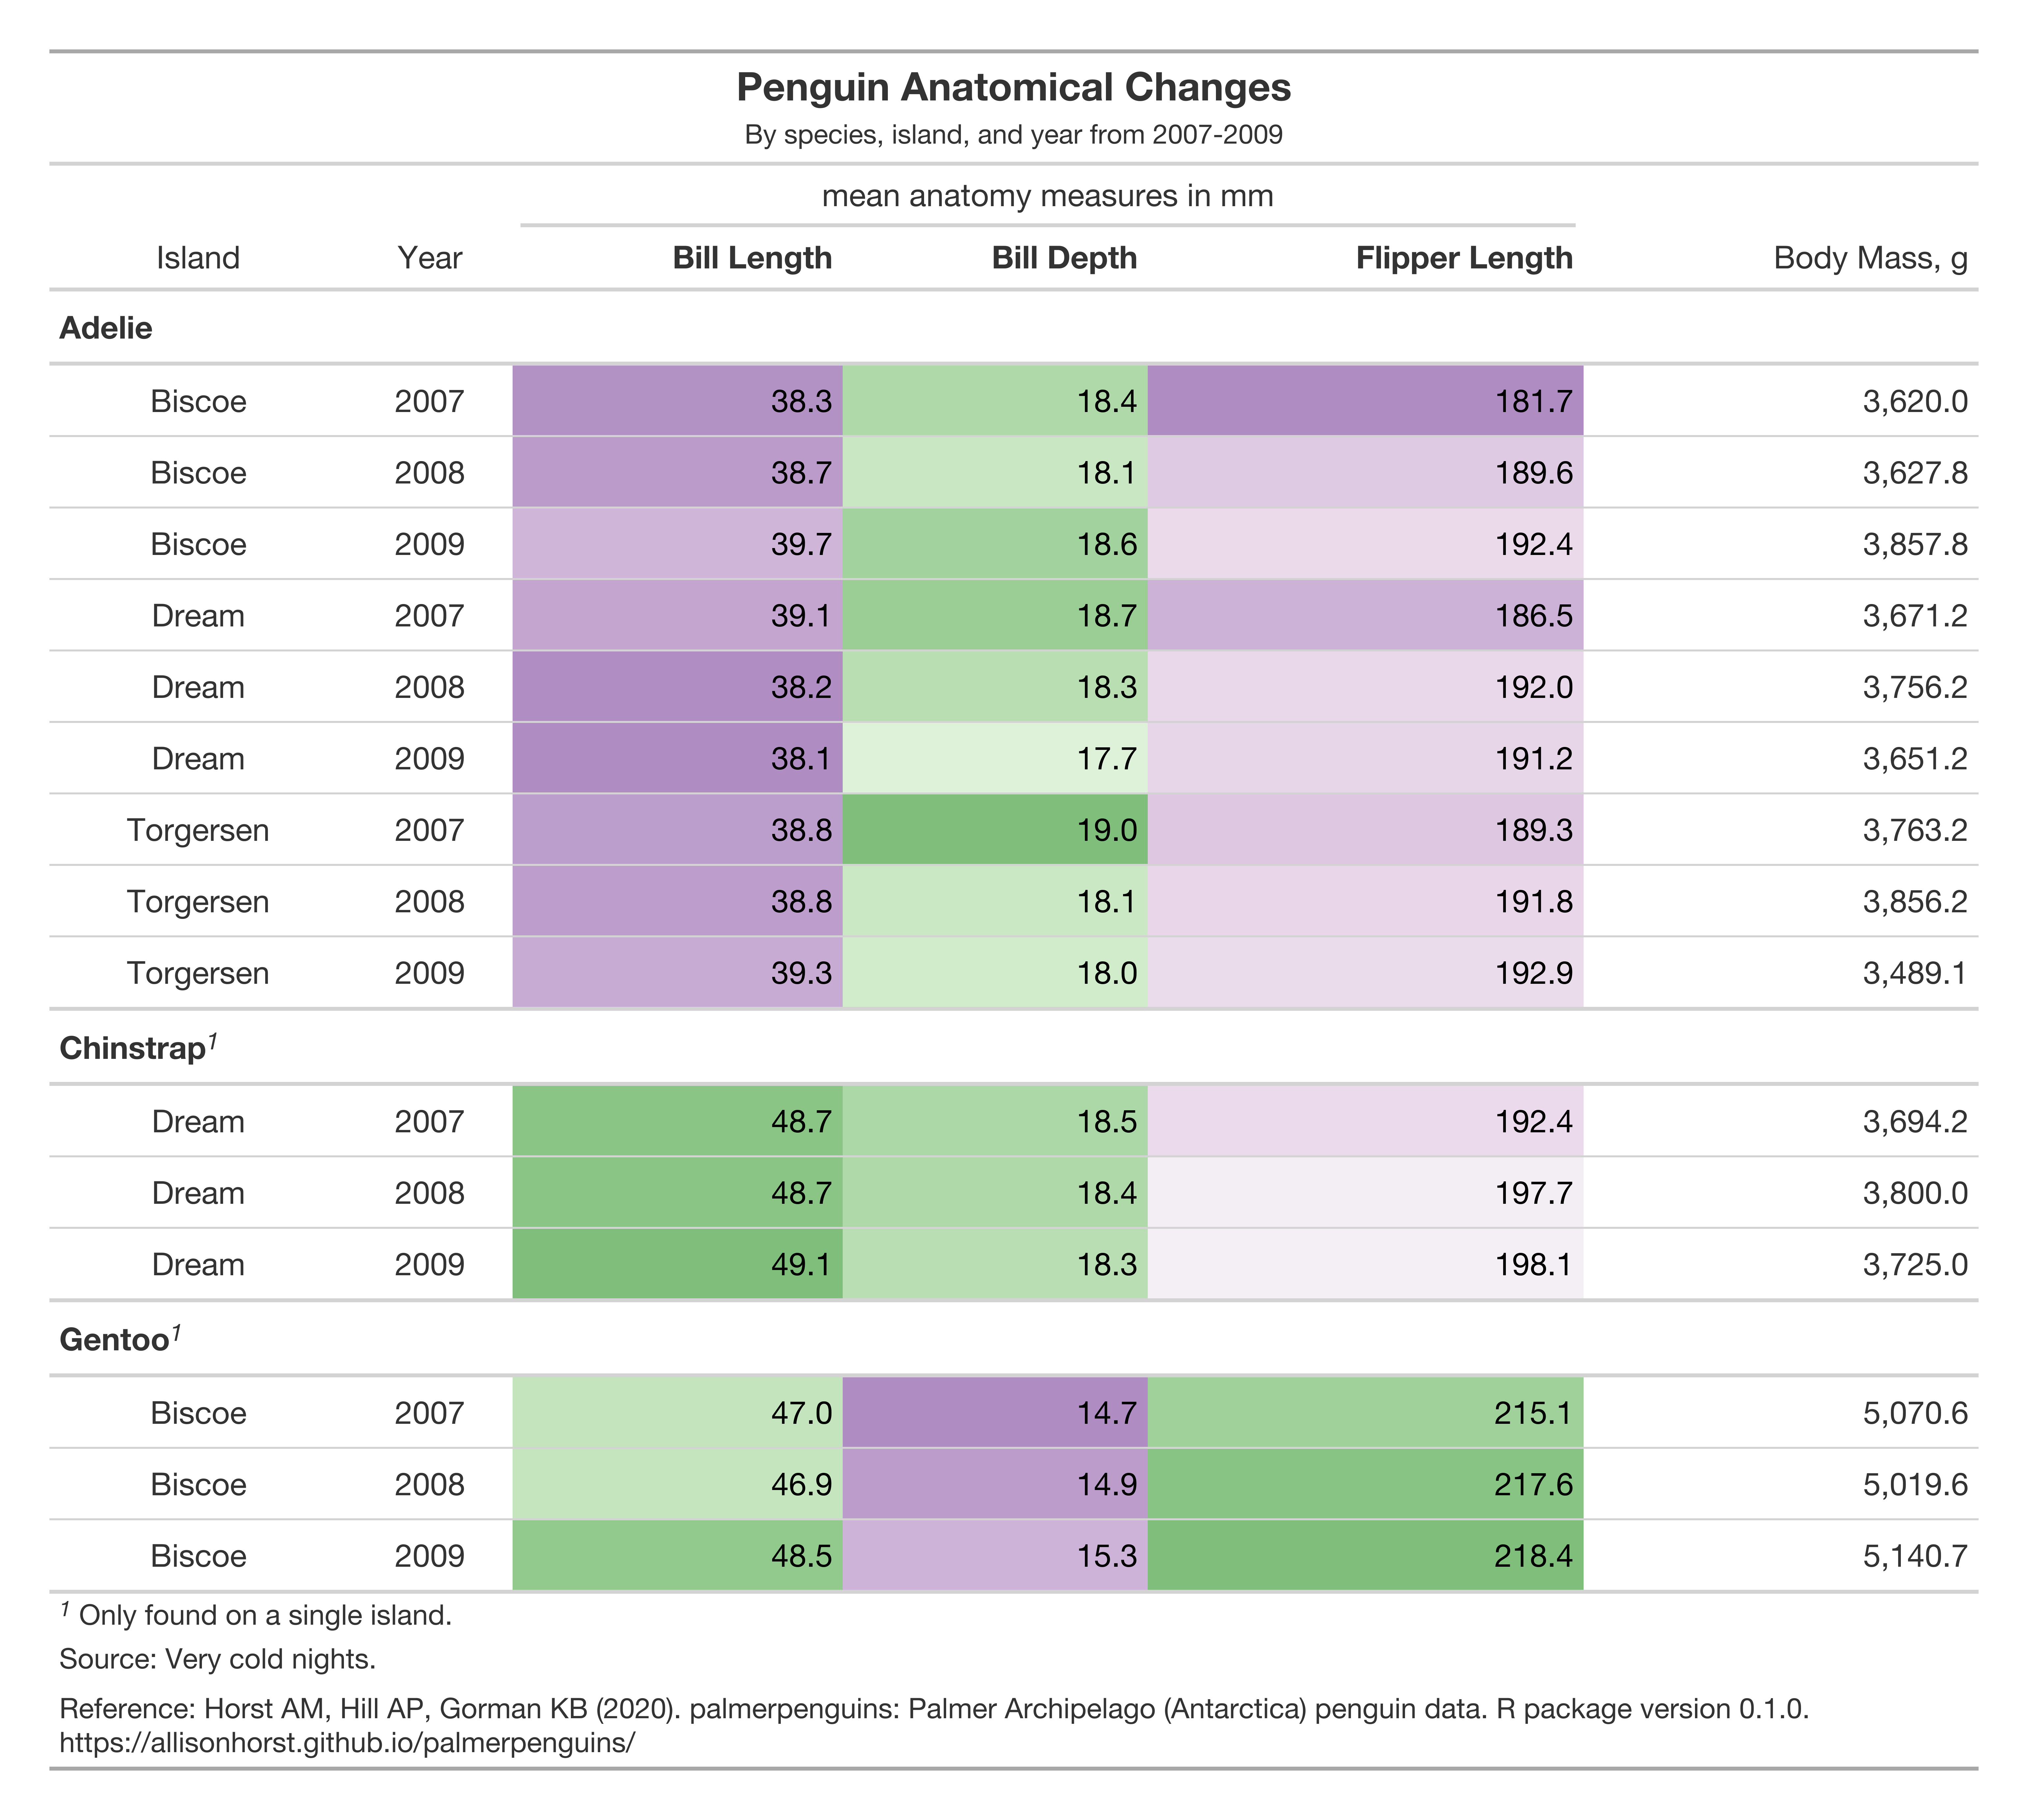 Penguin Anatomical Changes
By species, island, and year from 2007-2009
mean anatomy measures in mm
Island Year Bill Length Bill Depth Flipper Length Body Mass, g
Adelie
Biscoe 2007 38.3 18.4 181.7 3,620.0
Biscoe 2008 38.7 18.1 189.6 3,627.8
Biscoe 2009 39.7 18.6 192.4 3,857.8
Dream 2007 39.1 18.7 186.5 3,671.2
Dream 2008 38.2 18.3 192.0 3,756.2
Dream 2009 38.1 17.7 191.2 3,651.2
Torgersen 2007 38.8 19.0 189.3 3,763.2
Torgersen 2008 38.8 18.1 191.8 3,856.2
Torgersen 2009 39.3 18.0 192.9 3,489.1
Chinstrap1
Dream 2007 48.7 18.5 192.4 3,694.2
Dream 2008 48.7 18.4 197.7 3,800.0
Dream 2009 49.1 18.3 198.1 3,725.0
Gentoo1
Biscoe 2007 47.0 14.7 215.1 5,070.6
Biscoe 2008 46.9 14.9 217.6 5,019.6
Biscoe 2009 48.5 15.3 218.4 5,140.7
1 Only found on a single island.
Source: Very cold nights.
Reference: Horst AM, Hill AP, Gorman KB (2020). palmerpenguins: Palmer Archipelago (Antarctica) penguin data. R package version 0.1.0.
https://allisonhorst.github.io/palmerpenguins/